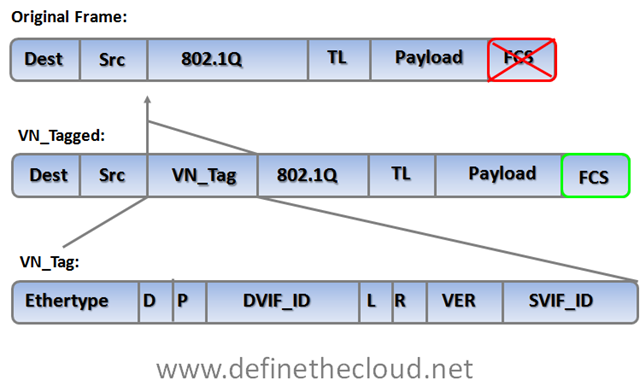 Original Frame:
Dest Src 802.1Q TL Payload FCS
VN_Tagged:
Dest Src VN_Tag 802.1Q TL Payload FCS
VN_Tag:
Ethertype D P DVIF_ID L R VER SVIF_ID
www.definethecloud.net